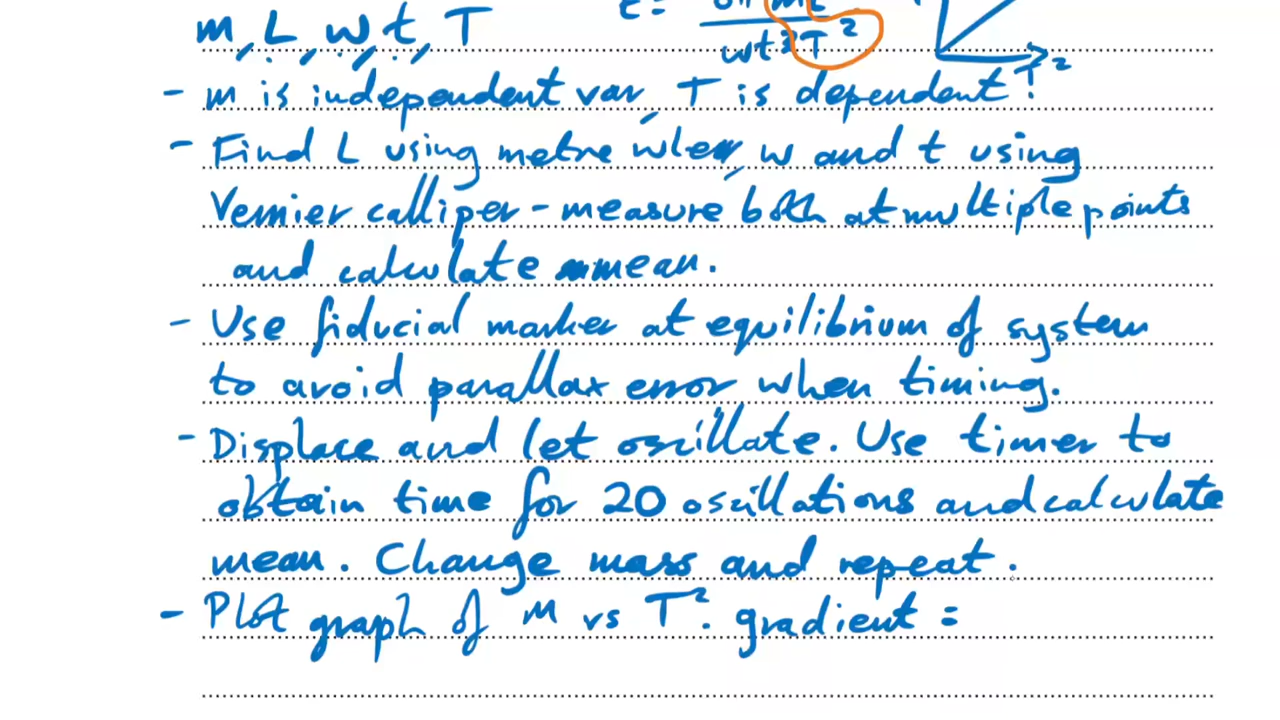 m, L, w, t, T
wt³T²
T²
- m is independent var, T is dependent.
- Find L using metre ruler, w and t using
Vernier calliper - measure both at multiple points
and calculate mean.
- Use fiducial marker at equilibrium of system
to avoid parallax error when timing.
- Displace and let oscillate. Use timer to
obtain time for 20 oscillations and calculate
mean. Change mass and repeat.
- Plot graph of m vs T². gradient =